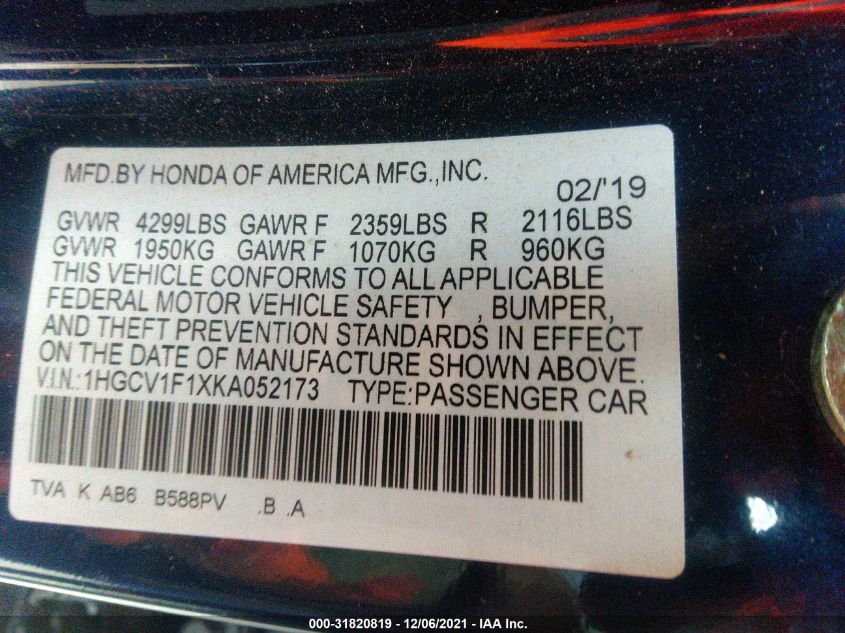 MFD.BY HONDA OF AMERICA MFG.,INC.
02/'19
GVWR 4299LBS GAWR F 2359LBS R 2116LBS
GVWR 1950KG GAWR F 1070KG R 960KG
THIS VEHICLE CONFORMS TO ALL APPLICABLE
FEDERAL MOTOR VEHICLE SAFETY , BUMPER,
AND THEFT PREVENTION STANDARDS IN EFFECT
ON THE DATE OF MANUFACTURE SHOWN ABOVE.
V.I.N.:1HGCV1F1XKA052173 TYPE:PASSENGER CAR
TVA K AB6 B588PV .B .A
000-31820819 - 12/06/2021 - IAA Inc.